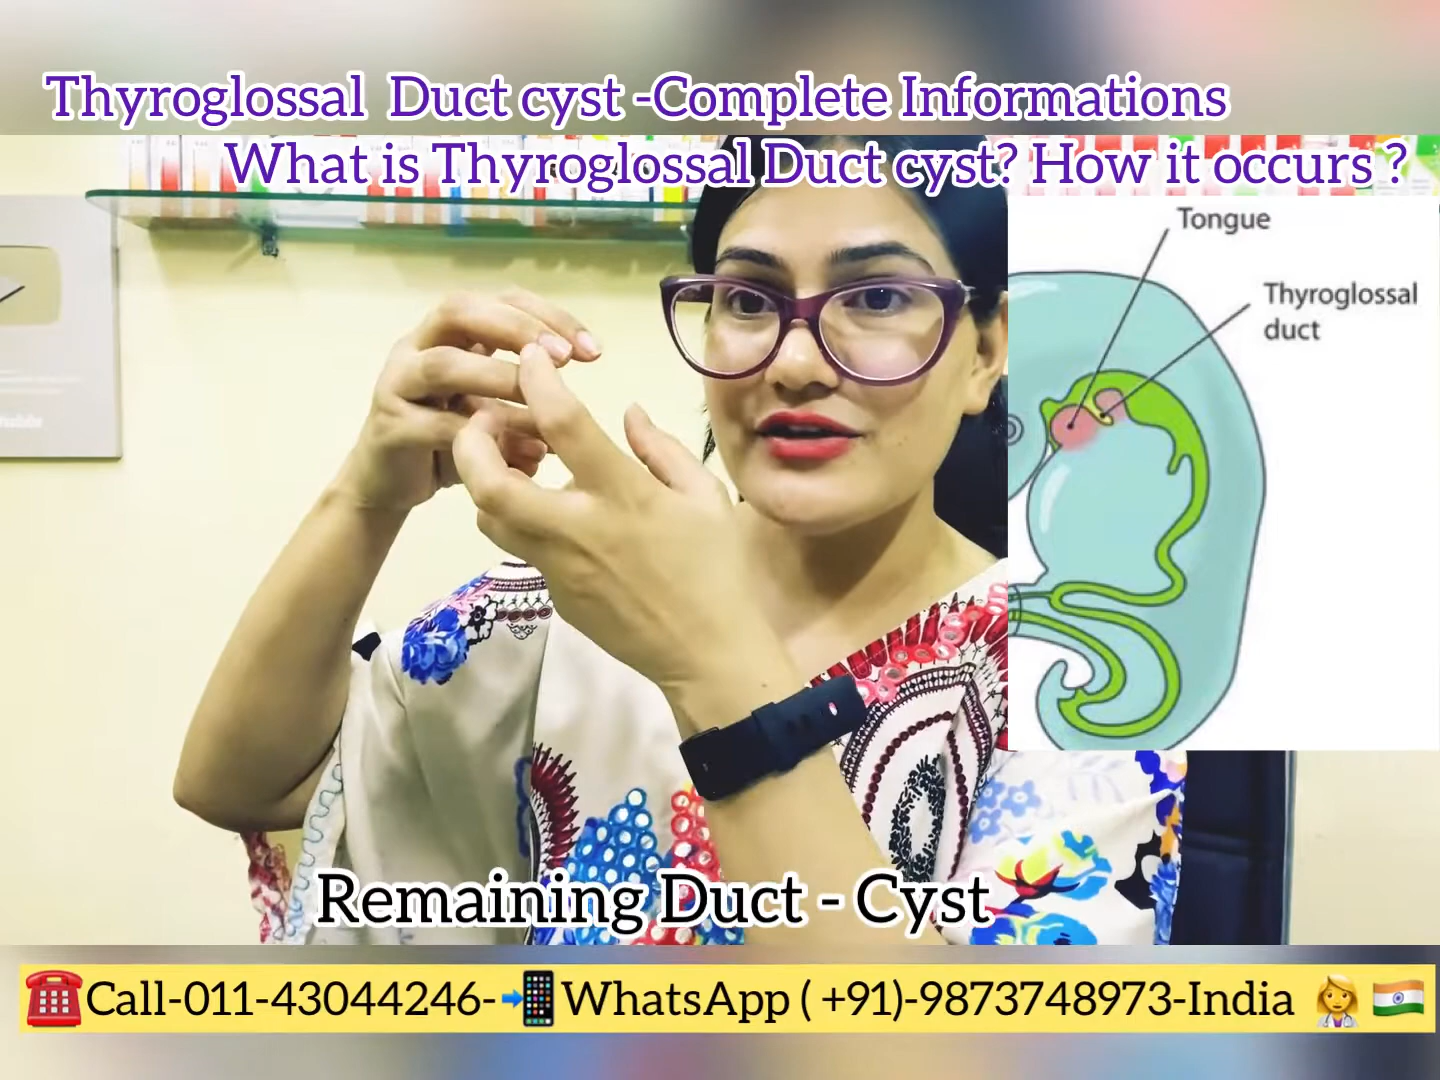 Thyroglossal Duct cyst -Complete Informations
What is Thyroglossal Duct cyst? How it occurs ?
Tongue
Thyroglossal
duct
Remaining Duct - Cyst
Call-011-43044246- WhatsApp ( +91)-9873748973-India